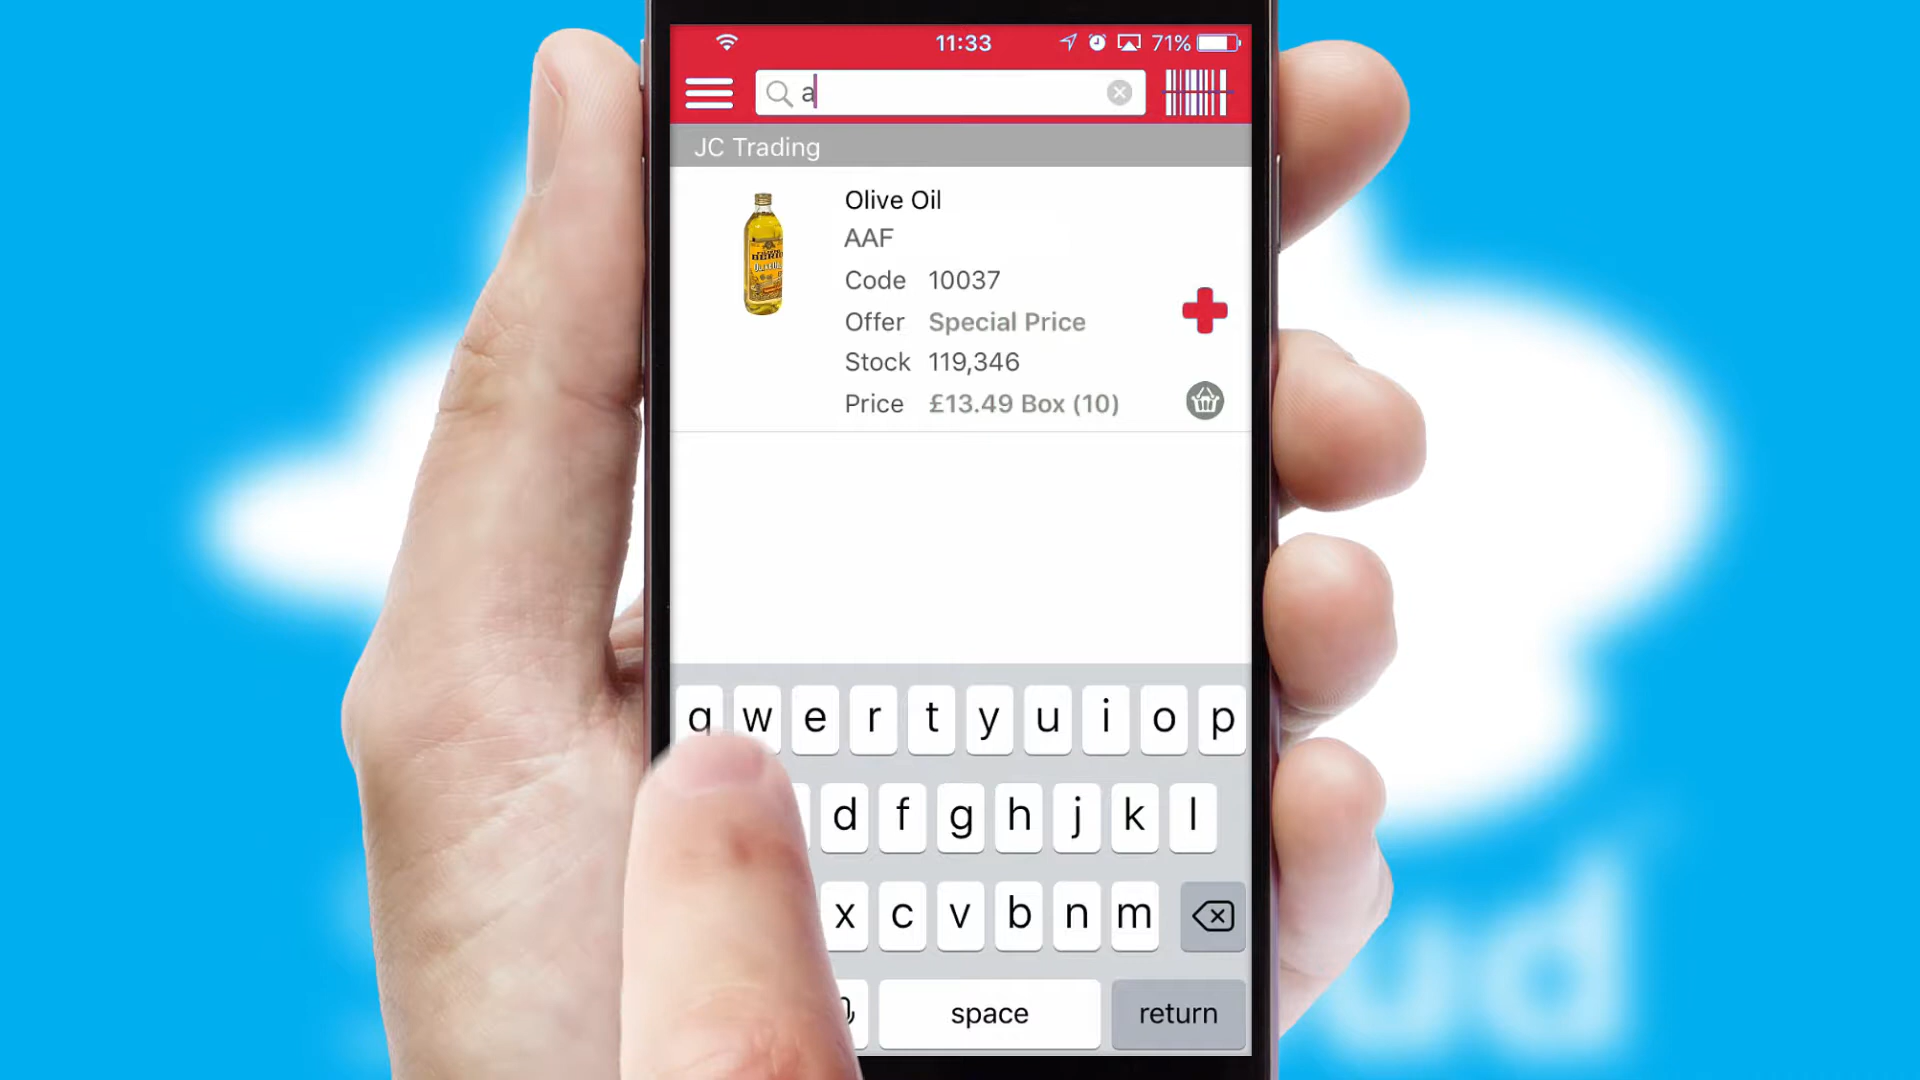 11:33
71%
a
JC Trading
Olive Oil
AAF
Code 10037
Offer Special Price
Stock 119,346
Price £13.49 Box (10)
q w e r t y u i o p
d f g h j k l
x c v b n m
space return
ud